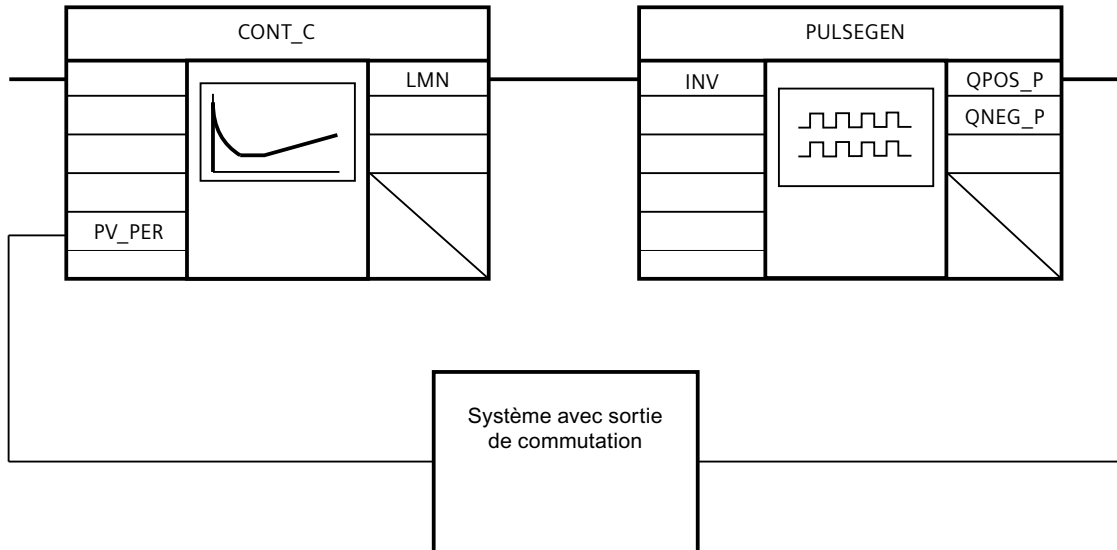 CONT_C
PULSEGEN
LMN
INV
QPOS_P
QNEG_P
PV_PER
Système avec sortie
de commutation